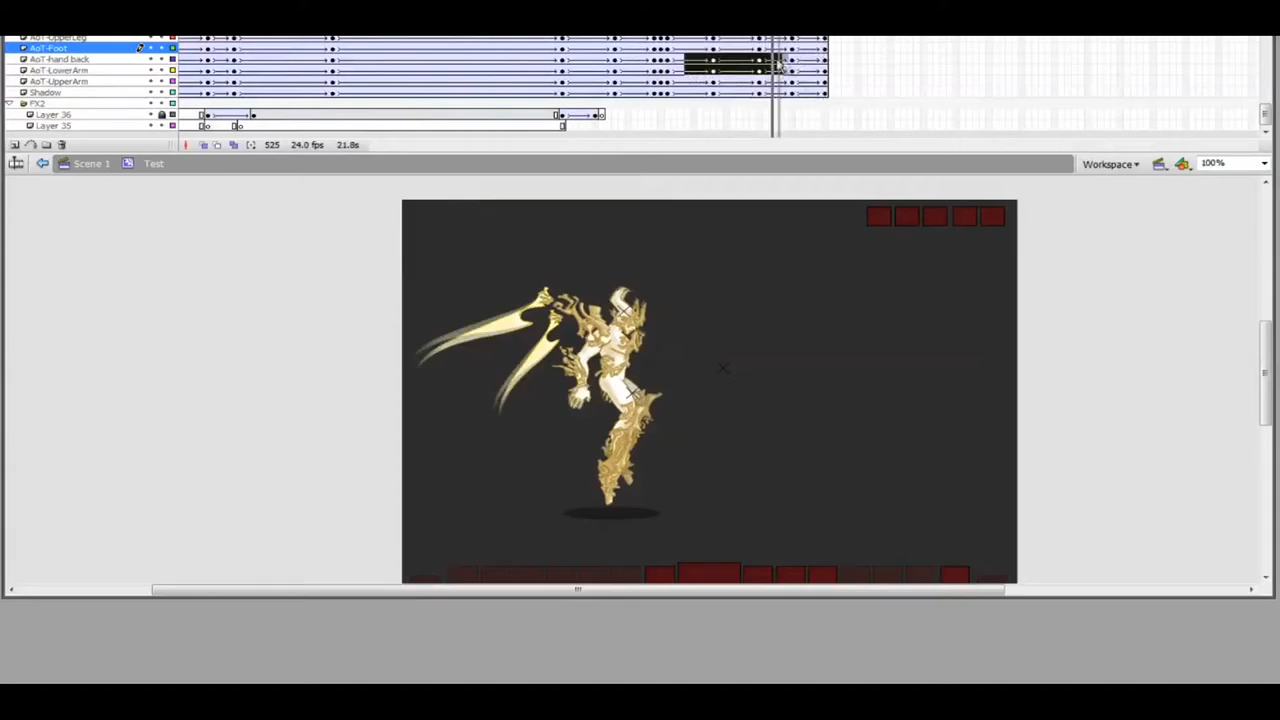 AoT-UpperLeg
AoT-Foot
AoT-hand back
AoT-LowerArm
AoT-UpperArm
Shadow
FX2
Layer 36
Layer 35
525 24.0 fps 21.8s
Scene 1 Test Workspace 100%